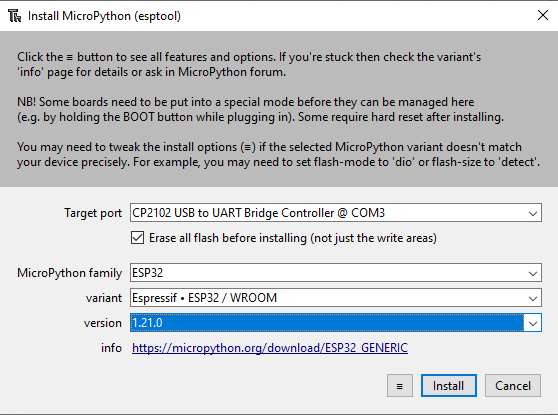 Install MicroPython (esptool)
Click the ≡ button to see all features and options. If you're stuck then check the variant's
'info' page for details or ask in MicroPython forum.
NB! Some boards need to be put into a special mode before they can be managed here
(e.g. by holding the BOOT button while plugging in). Some require hard reset after installing.
You may need to tweak the install options (≡) if the selected MicroPython variant doesn't match
your device precisely. For example, you may need to set flash-mode to 'dio' or flash-size to 'detect'.
Target port CP2102 USB to UART Bridge Controller @ COM3
Erase all flash before installing (not just the write areas)
MicroPython family ESP32
variant Espressif • ESP32 / WROOM
version 1.21.0
info https://micropython.org/download/ESP32_GENERIC
≡ Install Cancel